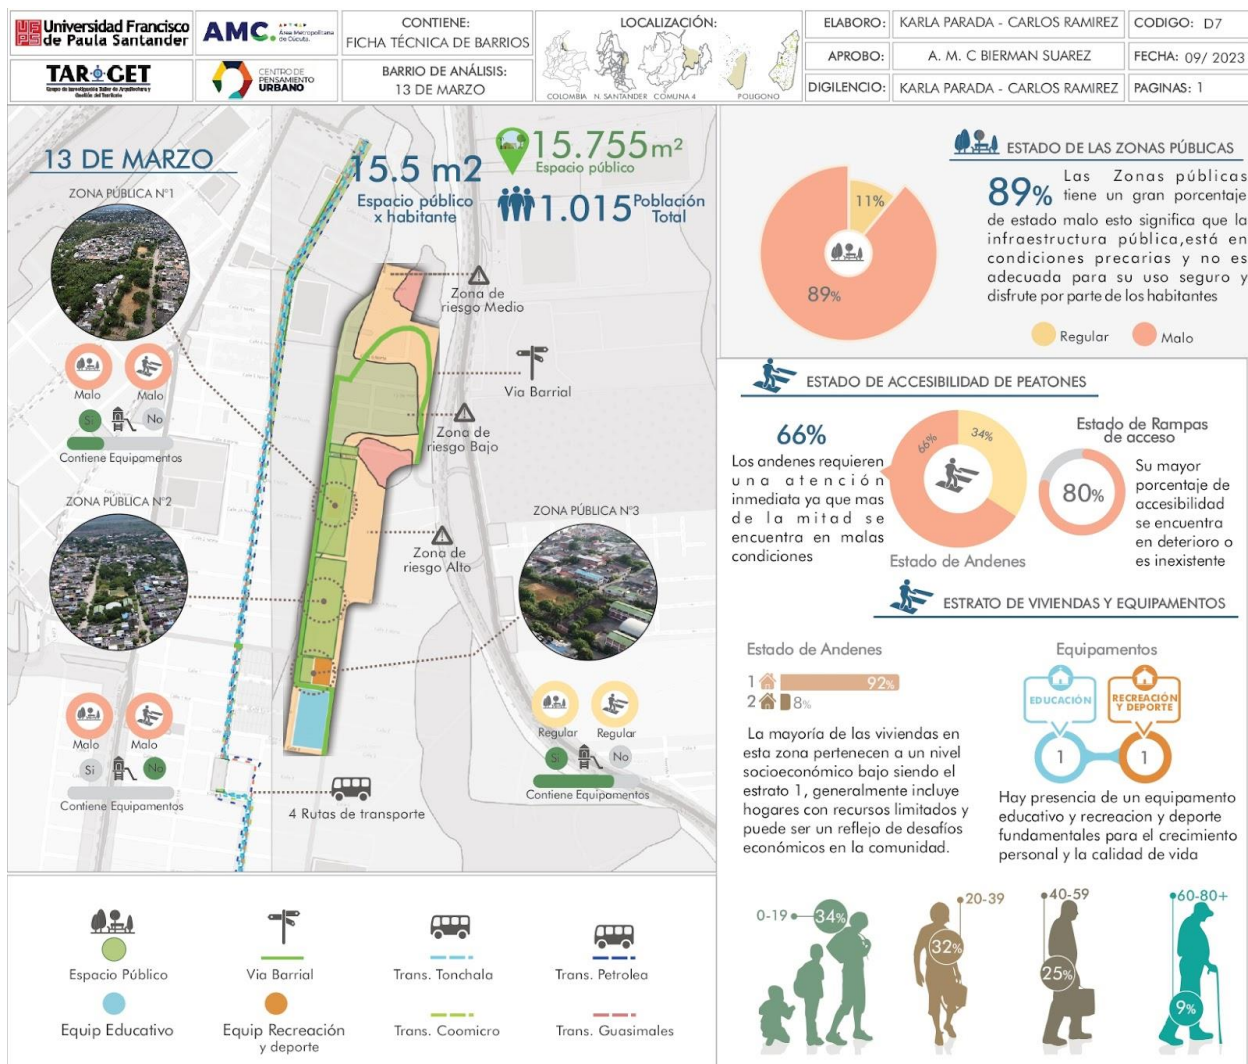 Universidad Francisco
de Paula Santander
AMC.
Área Metropolitana
de Cúcuta.
TAR GET
Grupo de Investigación Taller de Arquitectura y
Gestión del Territorio
CENTRO DE
PENSAMIENTO
URBANO
CONTIENE:
FICHA TÉCNICA DE BARRIOS
BARRIO DE ANÁLISIS:
13 DE MARZO
LOCALIZACIÓN:
COLOMBIA N. SANTANDER COMUNA 4 POLIGONO
ELABORO: KARLA PARADA - CARLOS RAMIREZ CODIGO: D7
APROBO: A. M. C BIERMAN SUAREZ FECHA: 09/ 2023
DIGILENCIO: KARLA PARADA - CARLOS RAMIREZ PAGINAS: 1
13 DE MARZO
15.5 m2
Espacio público
x habitante
15.755 m²
Espacio público
1.015 Población
Total
ZONA PÚBLICA N°1
Malo Malo
Si No
Contiene Equipamentos
ZONA PÚBLICA N°2
Malo Malo
Si No
Contiene Equipamentos
Zona de
riesgo Medio
Via Barrial
Zona de
riesgo Bajo
Zona de
riesgo Alto
ZONA PÚBLICA N°3
Regular Regular
Si No
Contiene Equipamentos
4 Rutas de transporte
ESTADO DE LAS ZONAS PÚBLICAS
11%
89%
89% Las Zonas públicas
tiene un gran porcentaje
de estado malo esto significa que la
infraestructura pública,está en
condiciones precarias y no es
adecuada para su uso seguro y
disfrute por parte de los habitantes
Regular Malo
ESTADO DE ACCESIBILIDAD DE PEATONES
66%
Los andenes requieren
una atención
inmediata ya que mas
de la mitad se
encuentra en malas
condiciones
66% 34%
Estado de Andenes
Estado de Rampas
de acceso
80%
Su mayor
porcentaje de
accesibilidad
se encuentra
en deterioro o
es inexistente
ESTRATO DE VIVIENDAS Y EQUIPAMENTOS
Estado de Andenes
1 92%
2 8%
La mayoría de las viviendas en
esta zona pertenecen a un nivel
socioeconómico bajo siendo el
estrato 1, generalmente incluye
hogares con recursos limitados y
puede ser un reflejo de desafíos
económicos en la comunidad.
Equipamentos
EDUCACIÓN
RECREACIÓN
Y DEPORTE
1 1
Hay presencia de un equipamento
educativo y recreacion y deporte
fundamentales para el crecimiento
personal y la calidad de vida
0-19 34%
20-39
32%
40-59
25%
60-80+
9%
Espacio Público
Via Barrial
Trans. Tonchala
Trans. Petrolea
Equip Educativo
Equip Recreación
y deporte
Trans. Coomicro
Trans. Guasimales